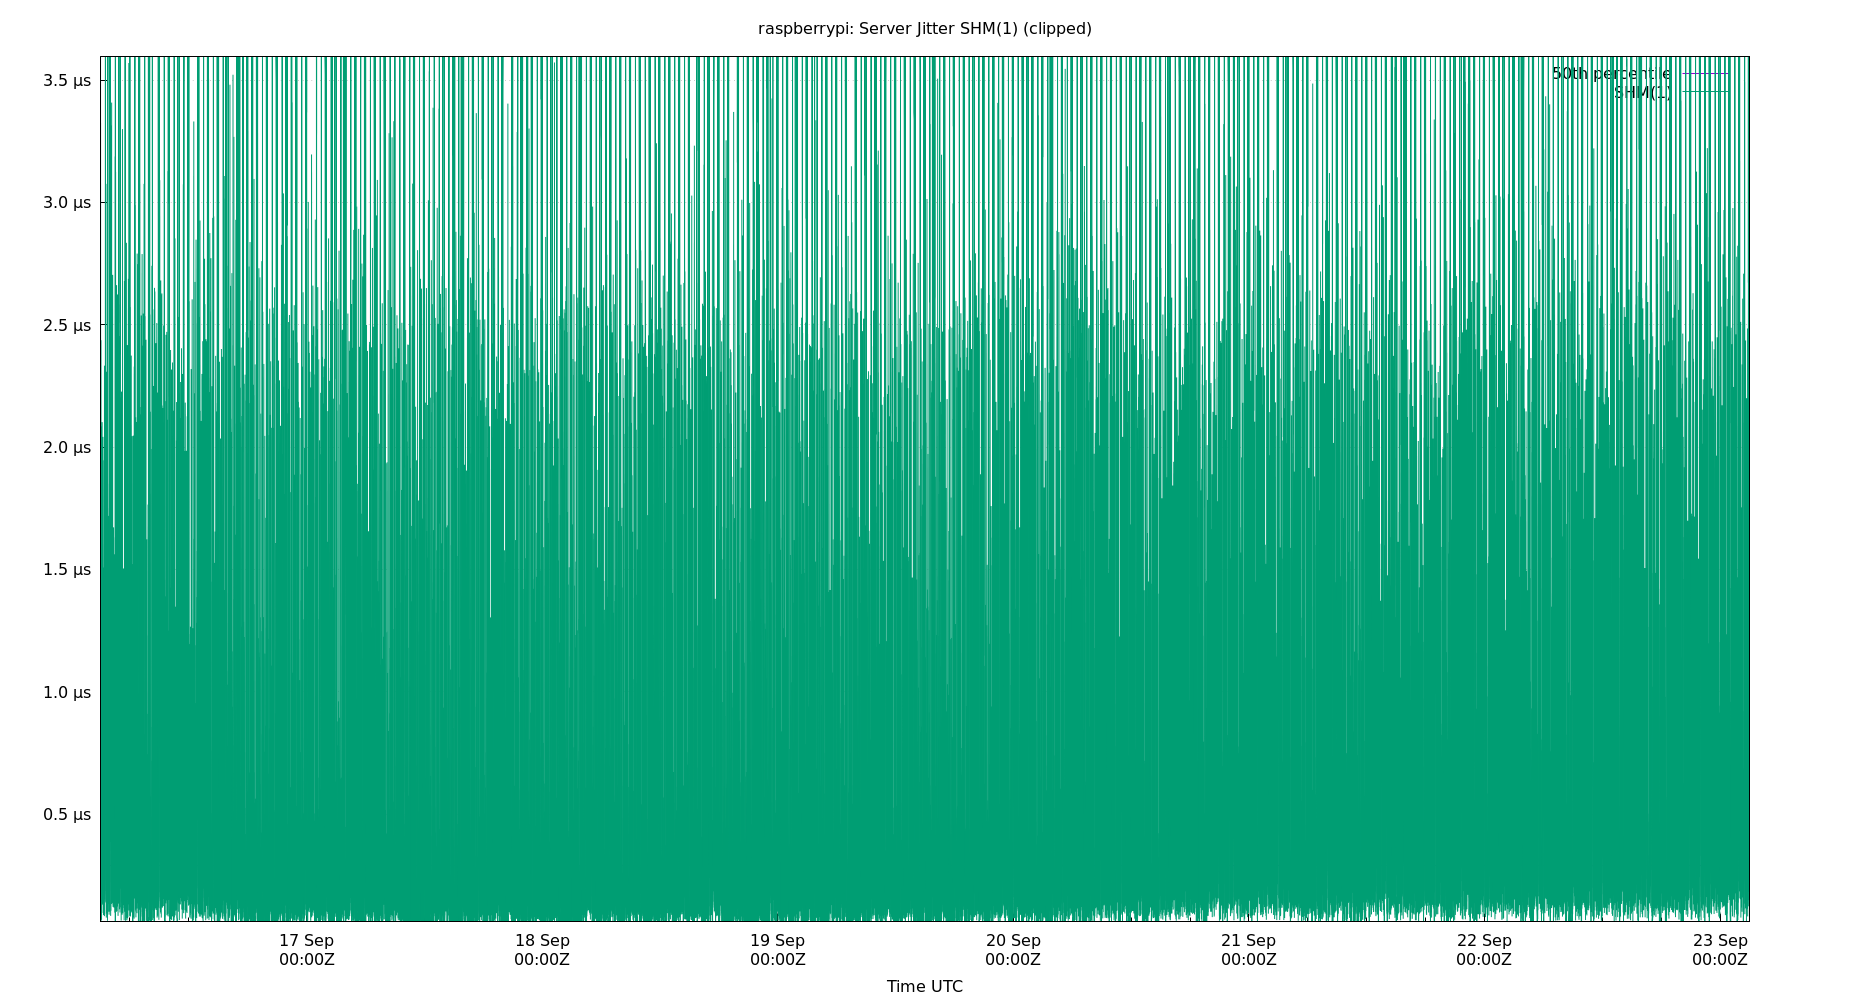 raspberrypi: Server Jitter SHM(1) (clipped)
50th percentile
SHM(1)
3.5 µs
3.0 µs
2.5 µs
2.0 µs
1.5 µs
1.0 µs
0.5 µs
17 Sep
00:00Z
18 Sep
00:00Z
19 Sep
00:00Z
20 Sep
00:00Z
21 Sep
00:00Z
22 Sep
00:00Z
23 Sep
00:00Z
Time UTC